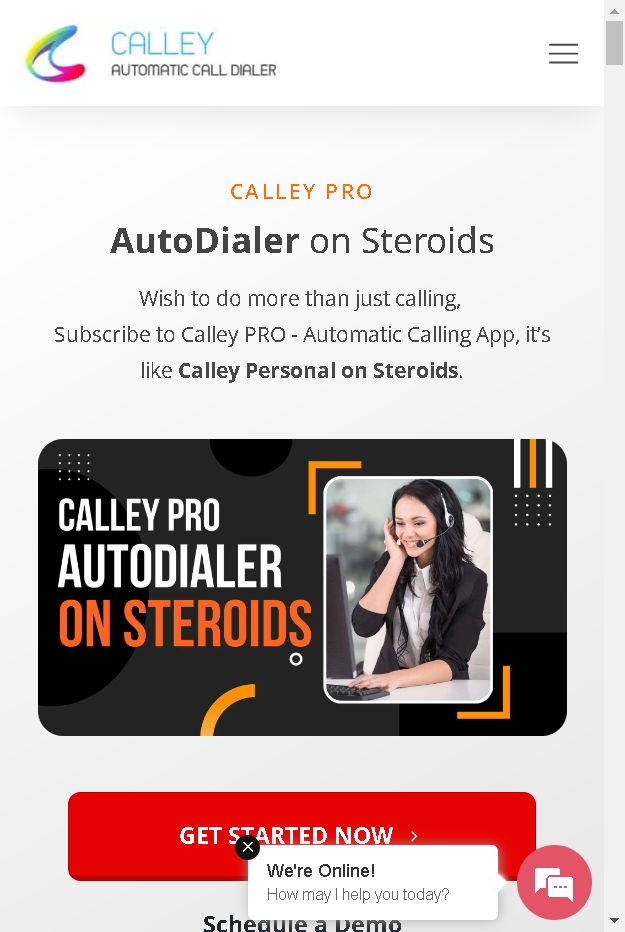 CALLEY
AUTOMATIC CALL DIALER
CALLEY PRO
AutoDialer on Steroids
Wish to do more than just calling,
Subscribe to Calley PRO - Automatic Calling App, it’s
like Calley Personal on Steroids.
CALLEY PRO
AUTODIALER
ON STEROIDS
GET STARTED NOW
We're Online!
How may I help you today?
Schedule a Demo